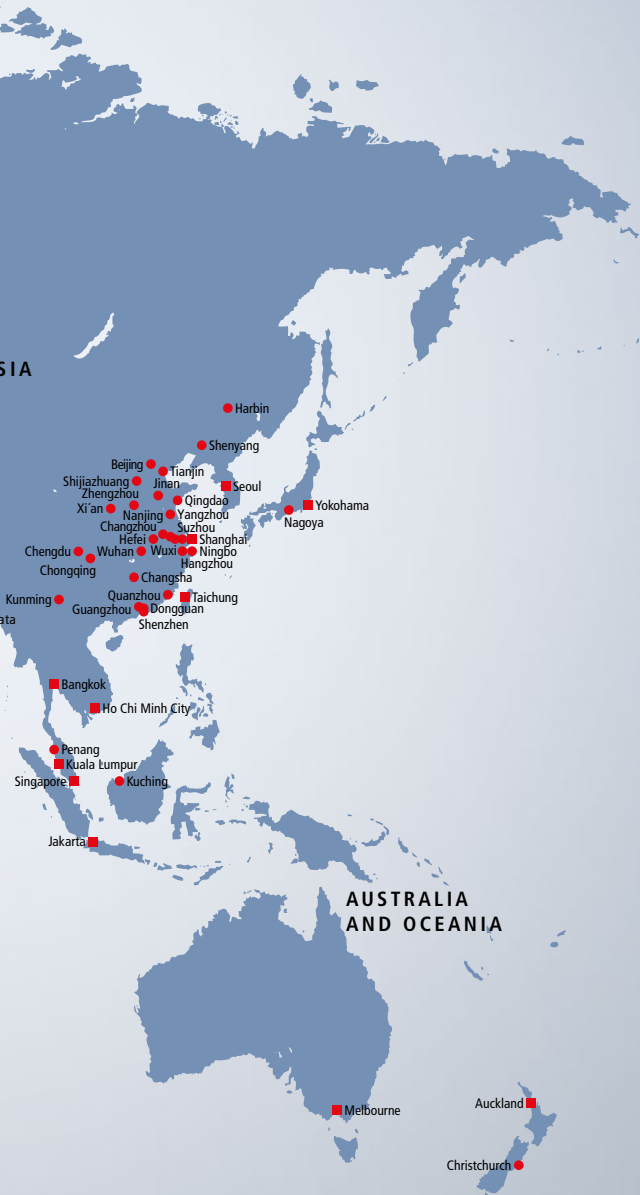 SIA
Harbin
Shenyang
Beijing
Tianjin
Shijiazhuang
Jinan
Seoul
Zhengzhou
Qingdao
Yokohama
Xi´an
Nanjing
Yangzhou
Nagoya
Changzhou
Suzhou
Hefei
Shanghai
Chengdu
Wuhan
Wuxi
Ningbo
Chongqing
Hangzhou
Changsha
Kunming
Quanzhou
Taichung
Guangzhou
Dongguan
ata
Shenzhen
Bangkok
Ho Chi Minh City
Penang
Kuala Lumpur
Singapore
Kuching
Jakarta
AUSTRALIA
AND OCEANIA
Melbourne
Auckland
Christchurch